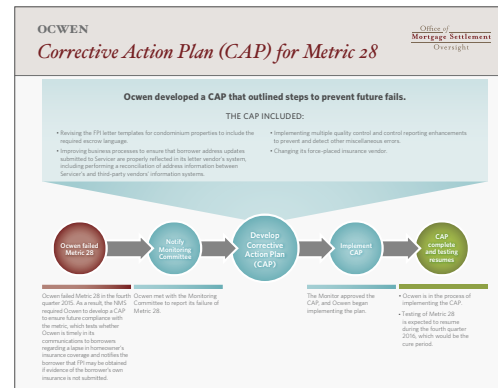 OCWEN
Corrective Action Plan (CAP) for Metric 28
Office of
Mortgage Settlement
Oversight
Ocwen developed a CAP that outlined steps to prevent future fails.
THE CAP INCLUDED:
• Revising the FPI letter templates for condominium properties to include the
required escrow language.
• Improving business processes to ensure that borrower address updates
submitted to Servicer are properly reflected in its letter vendor's system,
including performing a reconciliation of address information between
Servicer's and third-party vendors' information systems.
• Implementing multiple quality control and control reporting enhancements
to prevent and detect other miscellaneous errors.
• Changing its force-placed insurance vendor.
Ocwen failed
Metric 28
Notify
Monitoring
Committee
Develop
Corrective
Action Plan
(CAP)
Implement
CAP
CAP
complete
and testing
resumes
Ocwen failed Metric 28 in the fourth
quarter 2015. As a result, the NMS
required Ocwen to develop a CAP
to ensure future compliance with
the metric, which tests whether
Ocwen is timely in its
communications to borrowers
regarding a lapse in homeowner's
insurance coverage and notifies the
borrower that FPI may be obtained
if evidence of the borrower's own
insurance is not submitted.
Ocwen met with the Monitoring
Committee to report its failure of
Metric 28.
The Monitor approved the
CAP, and Ocwen began
implementing the plan.
• Ocwen is in the process of
implementing the CAP.
• Testing of Metric 28
is expected to resume
during the fourth quarter
2016, which would be the
cure period.